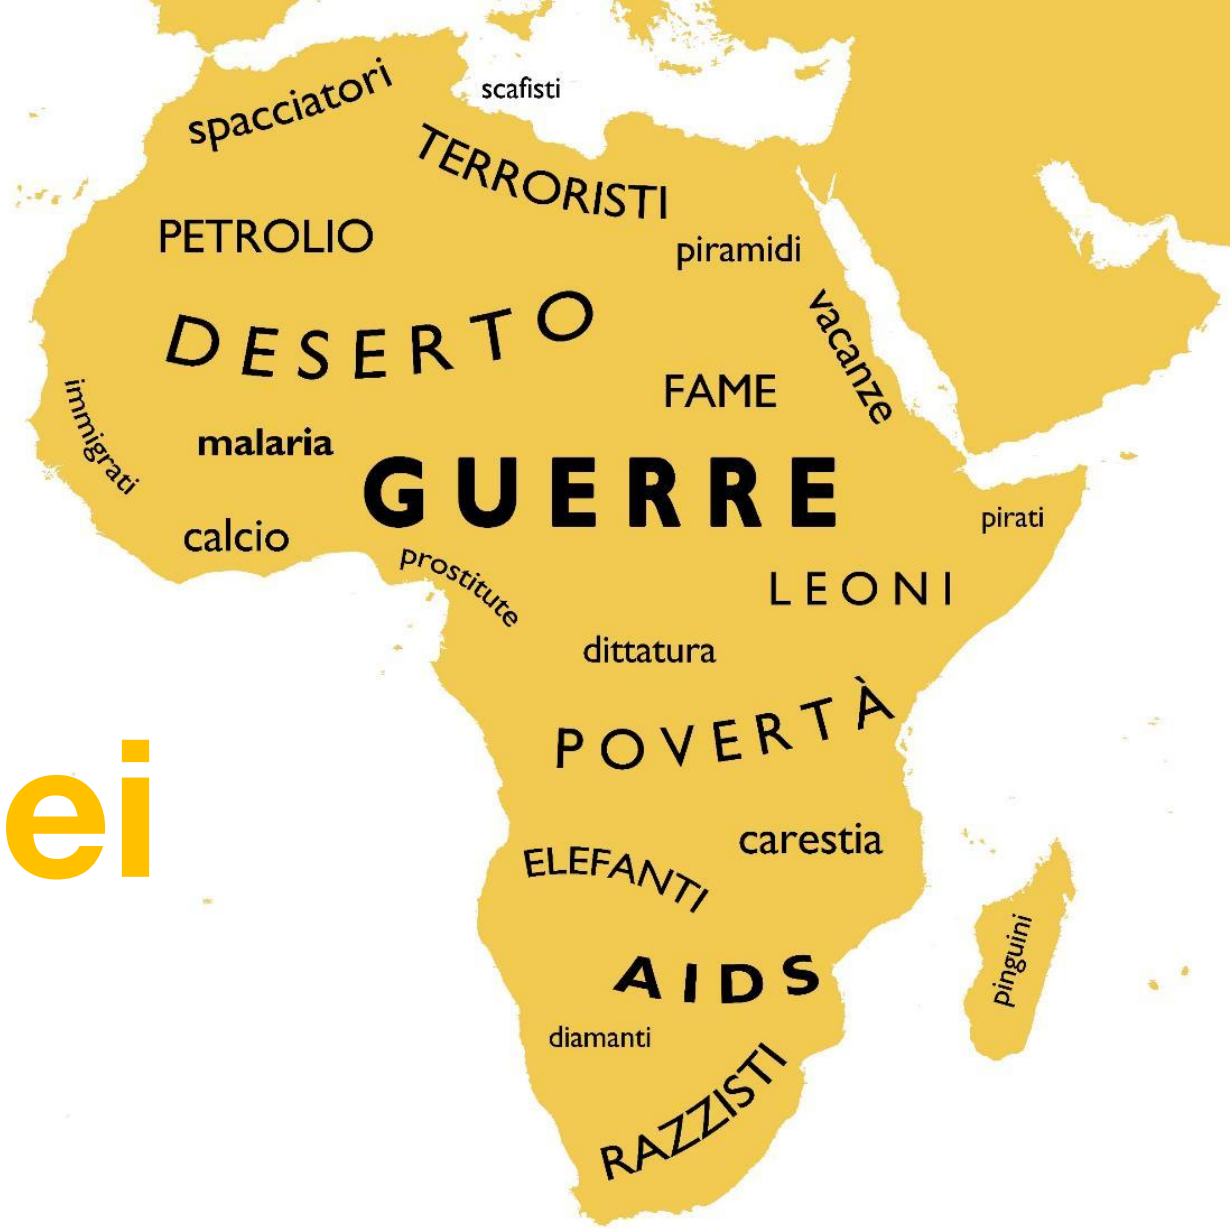 spacciatori
scafisti
TERRORISTI
PETROLIO
piramidi
DESERTO
vacanze
FAME
immigrati
malaria
GUERRE
pirati
calcio
prostitute
LEONI
dittatura
POVERTÀ
ei
carestia
ELEFANTI
pinguini
AIDS
diamanti
RAZZISTI